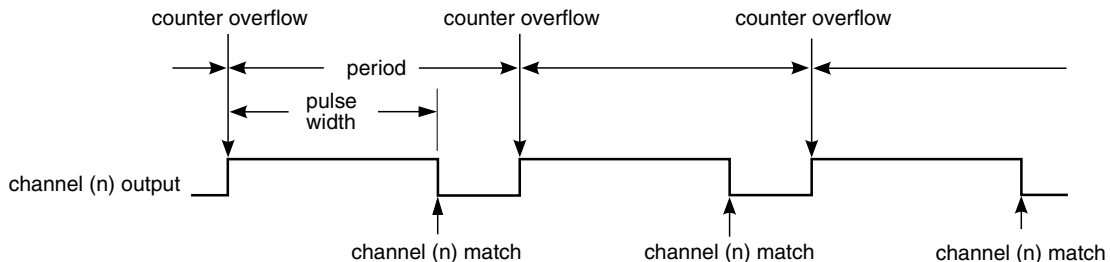 counter overflow counter overflow counter overflow
period
pulse
width
channel (n) output
channel (n) match channel (n) match channel (n) match